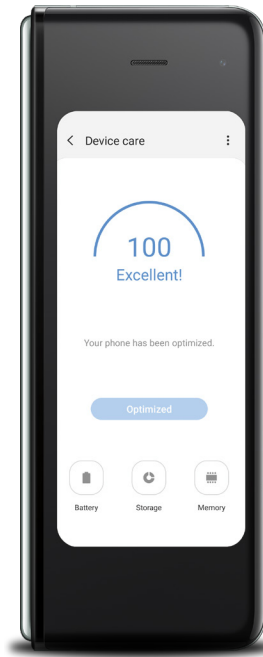 Device care
100
Excellent!
Your phone has been optimized.
Optimized
Battery Storage Memory